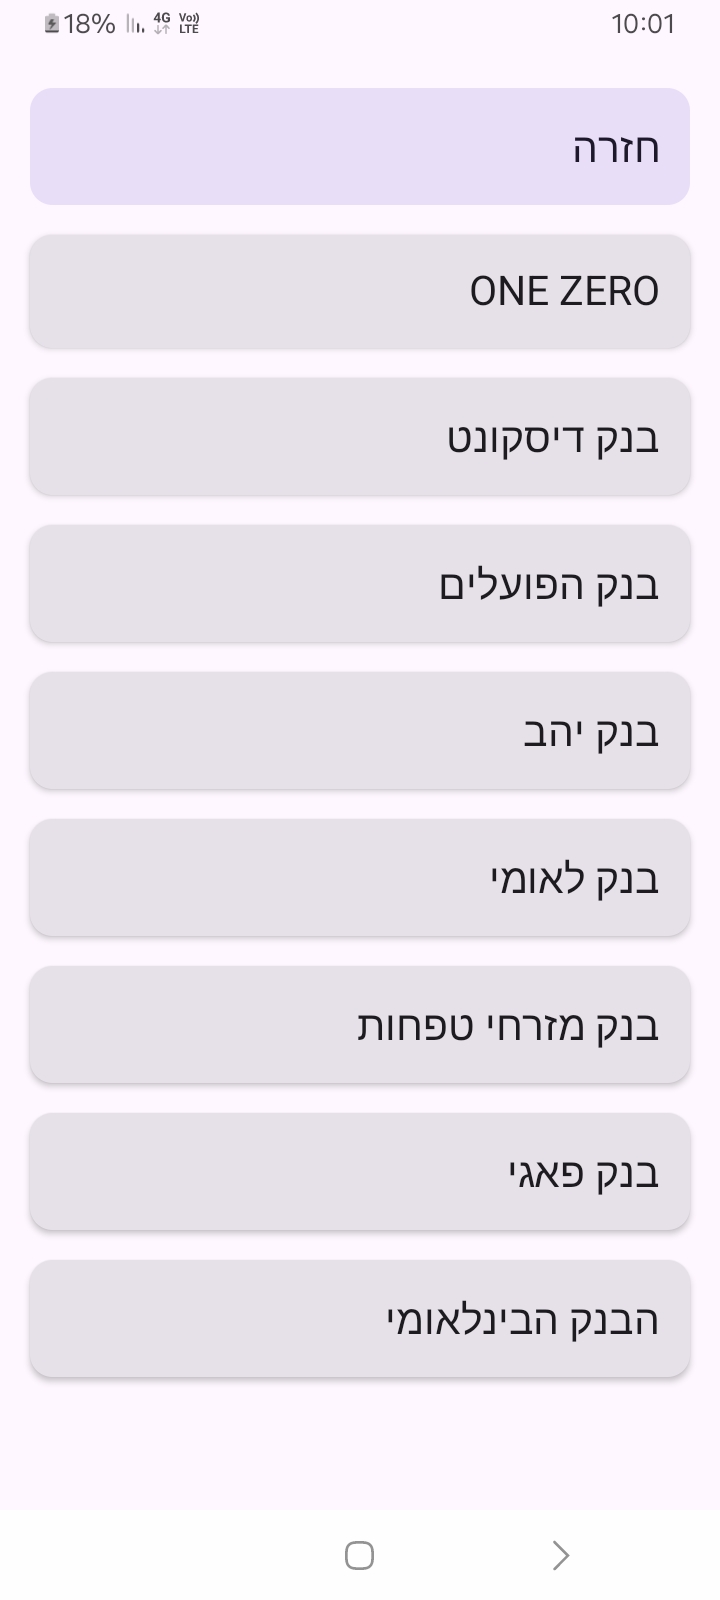 18% 4G Vo)) LTE 10:01
חזרה
ONE ZERO
בנק דיסקונט
בנק הפועלים
בנק יהב
בנק לאומי
בנק מזרחי טפחות
בנק פאגי
הבנק הבינלאומי